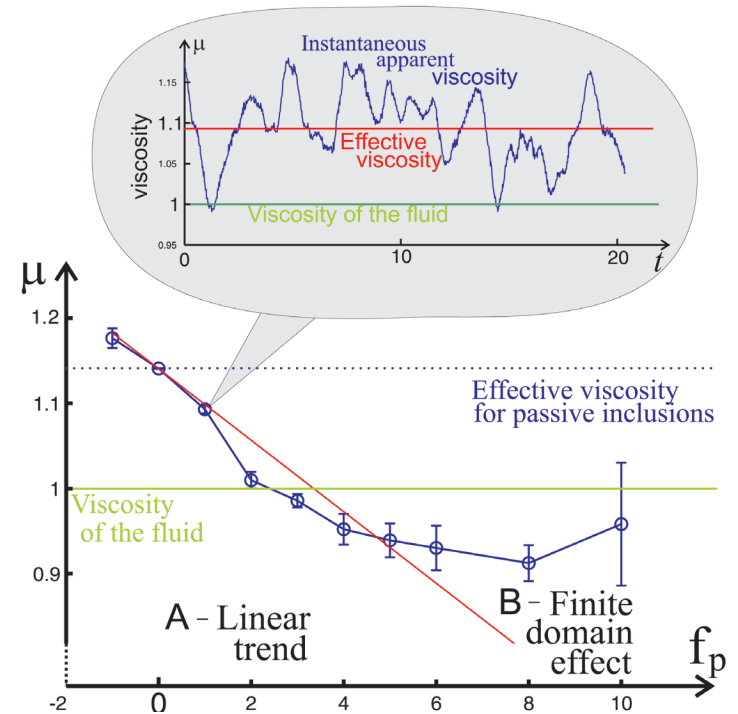 μ
Instantaneous
apparent
viscosity
1.15
1.1
1.05
1
0.95
viscosity
Effective
viscosity
Viscosity of the fluid
0
10
20
t
μ
1.2
1.1
1
0.9
Effective viscosity
for passive inclusions
Viscosity
of the fluid
A - Linear
trend
B - Finite
domain
effect
fp
-2
0
2
4
6
8
10